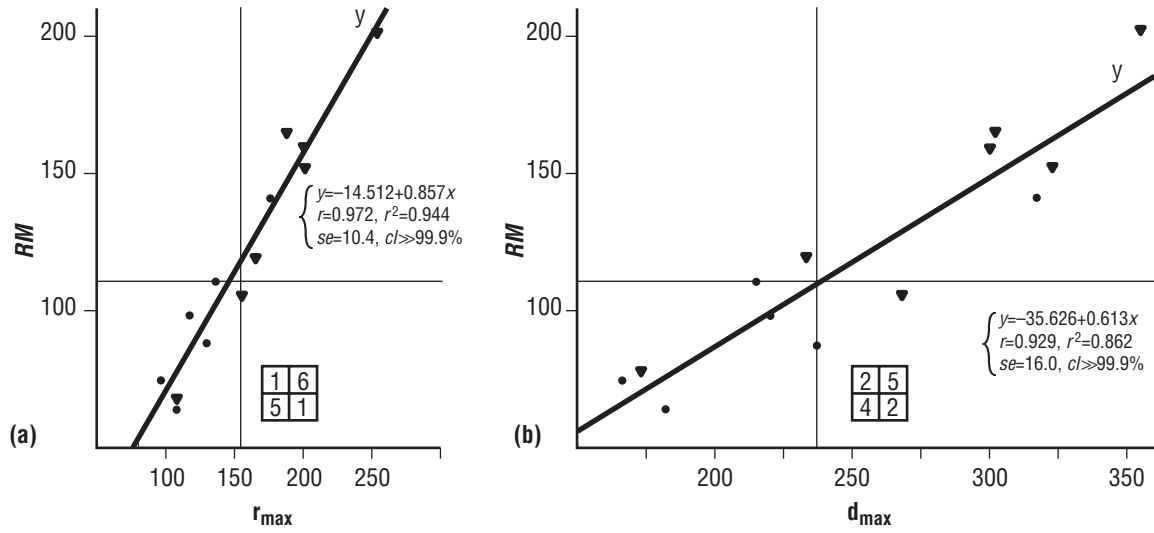 y
200
150
100
RM
y=–14.512+0.857x
r=0.972, r²=0.944
se=10.4, cl≫99.9%
1 6
5 1
(a)
100 150 200 250
r_max
y
200
150
100
RM
y=–35.626+0.613x
r=0.929, r²=0.862
se=16.0, cl≫99.9%
2 5
4 2
(b)
200 250 300 350
d_max